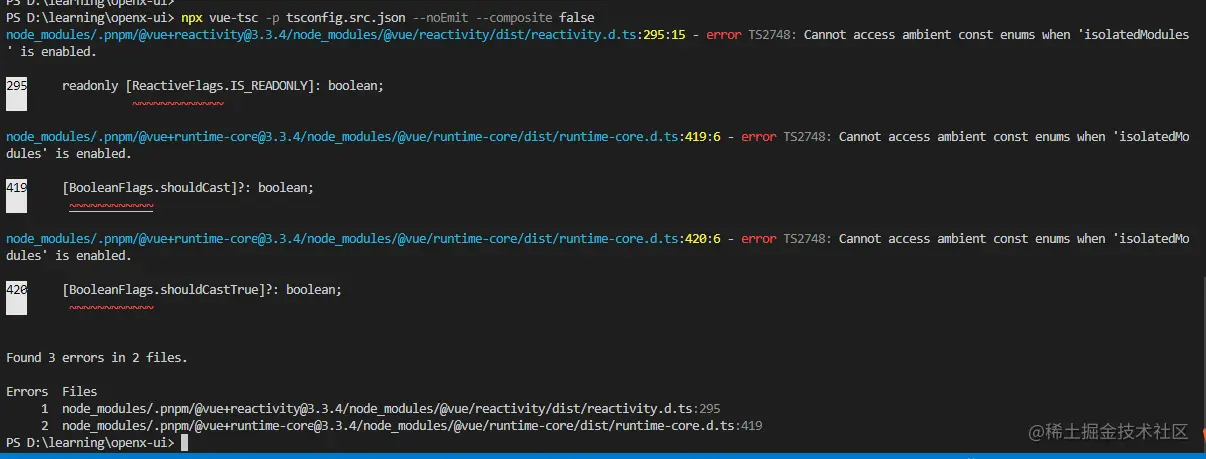 PS D:\learning\openx-ui>
PS D:\learning\openx-ui> npx vue-tsc -p tsconfig.src.json --noEmit --composite false
node_modules/.pnpm/@vue+reactivity@3.3.4/node_modules/@vue/reactivity/dist/reactivity.d.ts:295:15 - error TS2748: Cannot access ambient const enums when 'isolatedModules
' is enabled.
295     readonly [ReactiveFlags.IS_READONLY]: boolean;
~~~~~~~~~~~~~
node_modules/.pnpm/@vue+runtime-core@3.3.4/node_modules/@vue/runtime-core/dist/runtime-core.d.ts:419:6 - error TS2748: Cannot access ambient const enums when 'isolatedMo
dules' is enabled.
419     [BooleanFlags.shouldCast]?: boolean;
~~~~~~~~~~~~
node_modules/.pnpm/@vue+runtime-core@3.3.4/node_modules/@vue/runtime-core/dist/runtime-core.d.ts:420:6 - error TS2748: Cannot access ambient const enums when 'isolatedMo
dules' is enabled.
420     [BooleanFlags.shouldCastTrue]?: boolean;
~~~~~~~~~~~~
Found 3 errors in 2 files.
Errors  Files
1  node_modules/.pnpm/@vue+reactivity@3.3.4/node_modules/@vue/reactivity/dist/reactivity.d.ts:295
2  node_modules/.pnpm/@vue+runtime-core@3.3.4/node_modules/@vue/runtime-core/dist/runtime-core.d.ts:419
PS D:\learning\openx-ui>
@稀土掘金技术社区